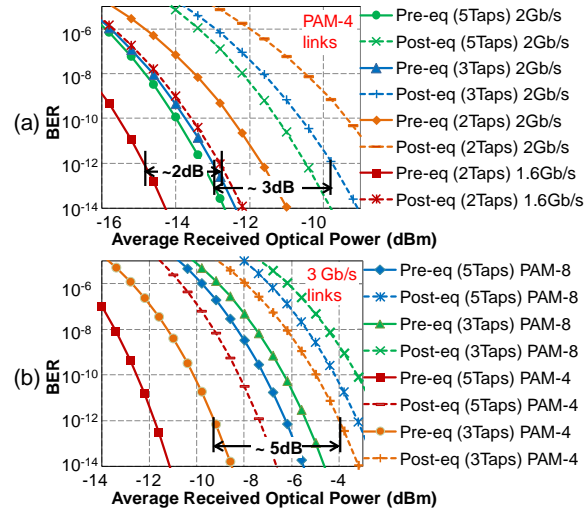 (a)
BER
10-6
10-8
10-10
10-12
10-14
PAM-4
links
~2dB
~ 3dB
-16
-14
-12
-10
Average Received Optical Power (dBm)
Pre-eq (5Taps) 2Gb/s
Post-eq (5Taps) 2Gb/s
Pre-eq (3Taps) 2Gb/s
Post-eq (3Taps) 2Gb/s
Pre-eq (2Taps) 2Gb/s
Post-eq (2Taps) 2Gb/s
Pre-eq (2Taps) 1.6Gb/s
Post-eq (2Taps) 1.6Gb/s
(b)
BER
10-6
10-8
10-10
10-12
10-14
3 Gb/s
links
~ 5dB
-14
-12
-10
-8
-6
-4
Average Received Optical Power (dBm)
Pre-eq (5Taps) PAM-8
Post-eq (5Taps) PAM-8
Pre-eq (3Taps) PAM-8
Post-eq (3Taps) PAM-8
Pre-eq (5Taps) PAM-4
Post-eq (5Taps) PAM-4
Pre-eq (3Taps) PAM-4
Post-eq (3Taps) PAM-4